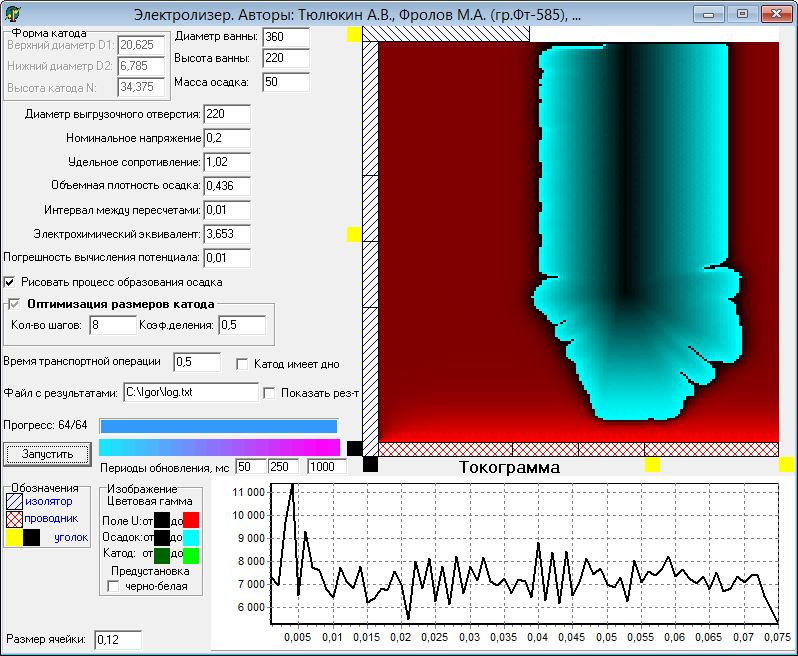 Электролизер. Авторы: Тюлюкин А.В., Фролов М.А. (гр.Фт-585), ...
Форма катода
Верхний диаметр D1: 20,625
Нижний диаметр D2: 6,785
Высота катода N: 34,375
Диаметр ванны: 360
Высота ванны: 220
Масса осадка: 50
Диаметр выгрузочного отверстия: 220
Номинальное напряжение 0,2
Удельное сопротивление: 1,02
Объемная плотность осадка: 0,436
Интервал между пересчетами: 0,01
Электрохимический эквивалент: 3,653
Погрешность вычисления потенциала: 0,01
Рисовать процесс образования осадка
Оптимизация размеров катода
Кол-во шагов: 8 Коэф.деления: 0,5
Время транспортной операции 0,5 Катод имеет дно
Файл с результатами: C:\Igor\log.txt Показать рез-т
Прогресс: 64/64
Запустить
Периоды обновления, мс 50 250 1000
Обозначения
изолятор
проводник
уголок
Изображение
Цветовая гамма
Поле U: от до
Осадок: от до
Катод: от до
Предустановка
черно-белая
Размер ячейки: 0,12
Токограмма
11 000
10 000
9 000
8 000
7 000
6 000
0,005 0,01 0,015 0,02 0,025 0,03 0,035 0,04 0,045 0,05 0,055 0,06 0,065 0,07 0,075